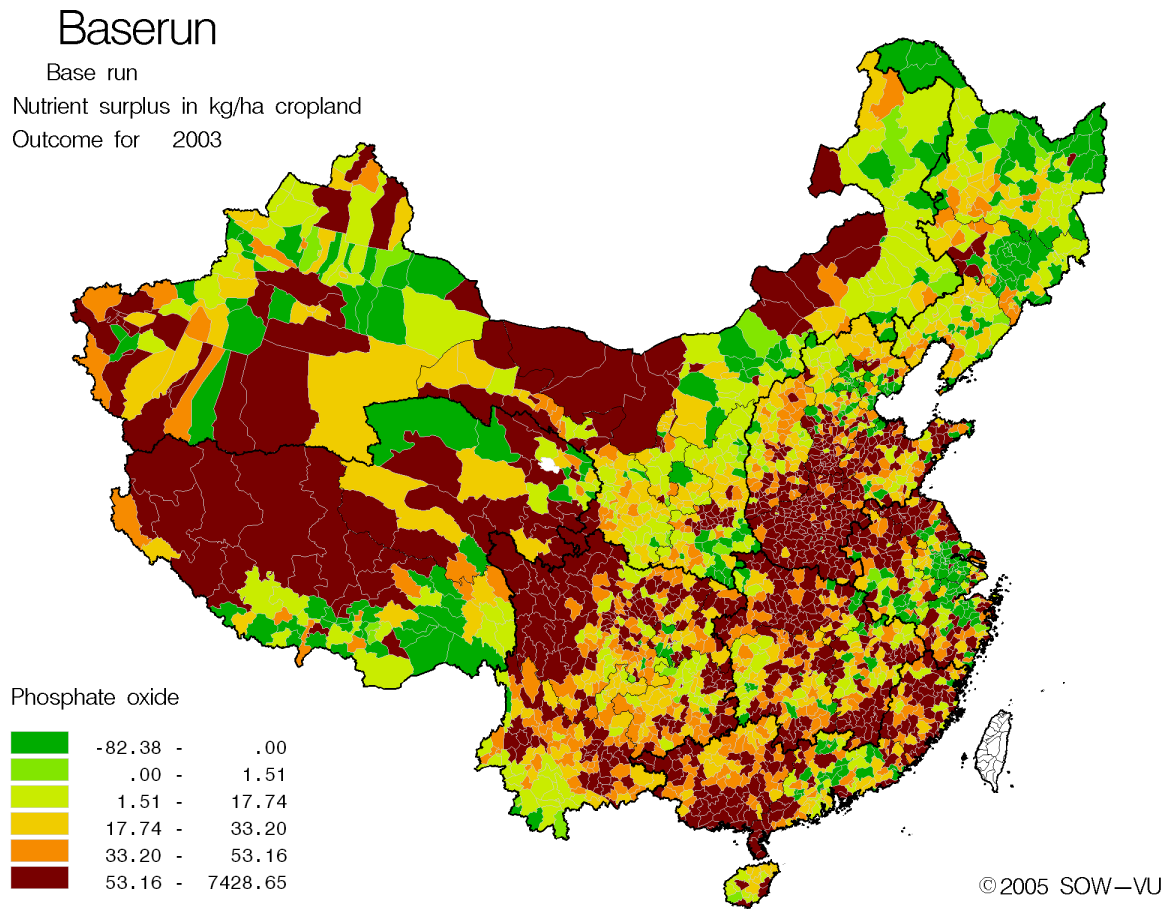 Baserun
Base run
Nutrient surplus in kg/ha cropland
Outcome for 2003
Phosphate oxide
-82.38 - .00
.00 - 1.51
1.51 - 17.74
17.74 - 33.20
33.20 - 53.16
53.16 - 7428.65
©2005 SOW-VU